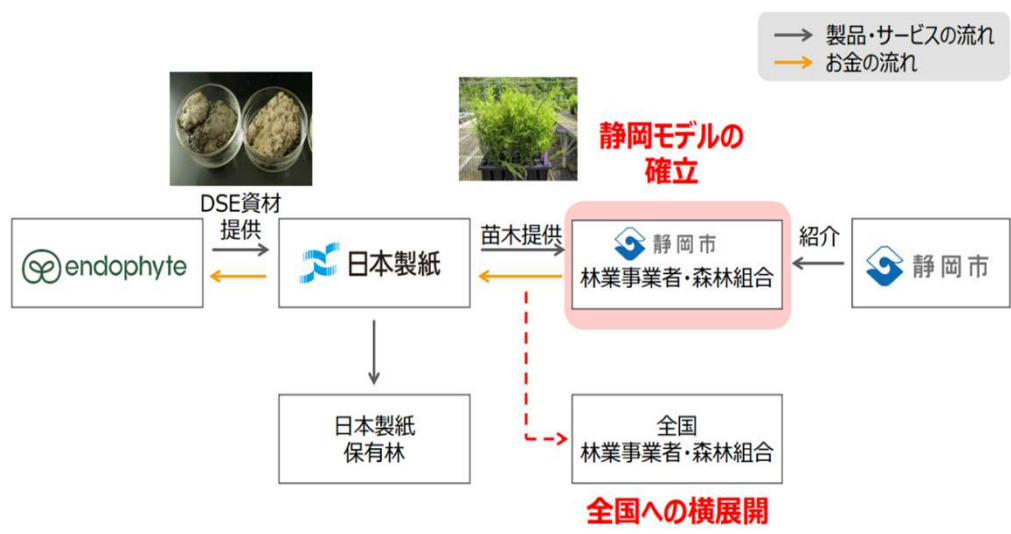 製品・サービスの流れ
お金の流れ
静岡モデルの
確立
DSE資材
提供
苗木提供
紹介
endophyte
日本製紙
静岡市
林業事業者・森林組合
静岡市
日本製紙
保有林
全国
林業事業者・森林組合
全国への横展開